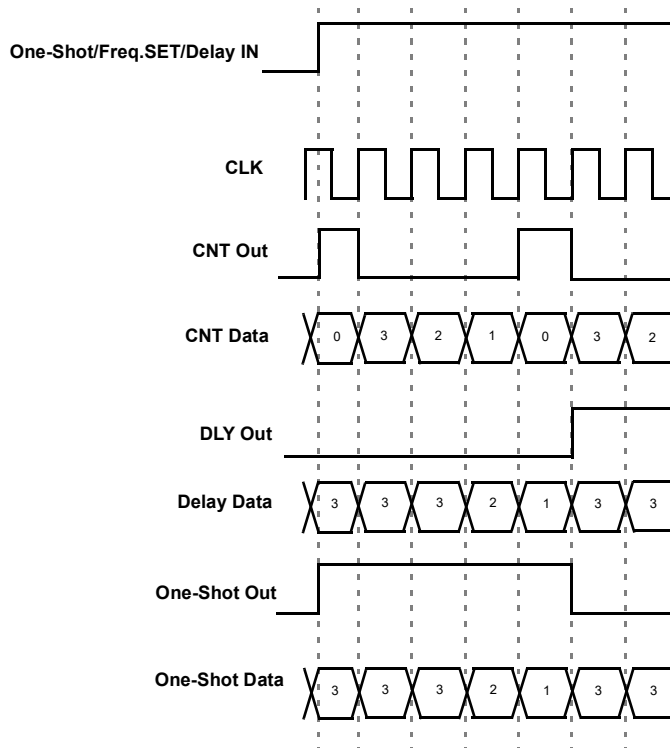 One-Shot/Freq.SET/Delay IN
CLK
CNT Out
CNT Data 0 3 2 1 0 3 2
DLY Out
Delay Data 3 3 3 2 1 3 3
One-Shot Out
One-Shot Data 3 3 3 2 1 3 3